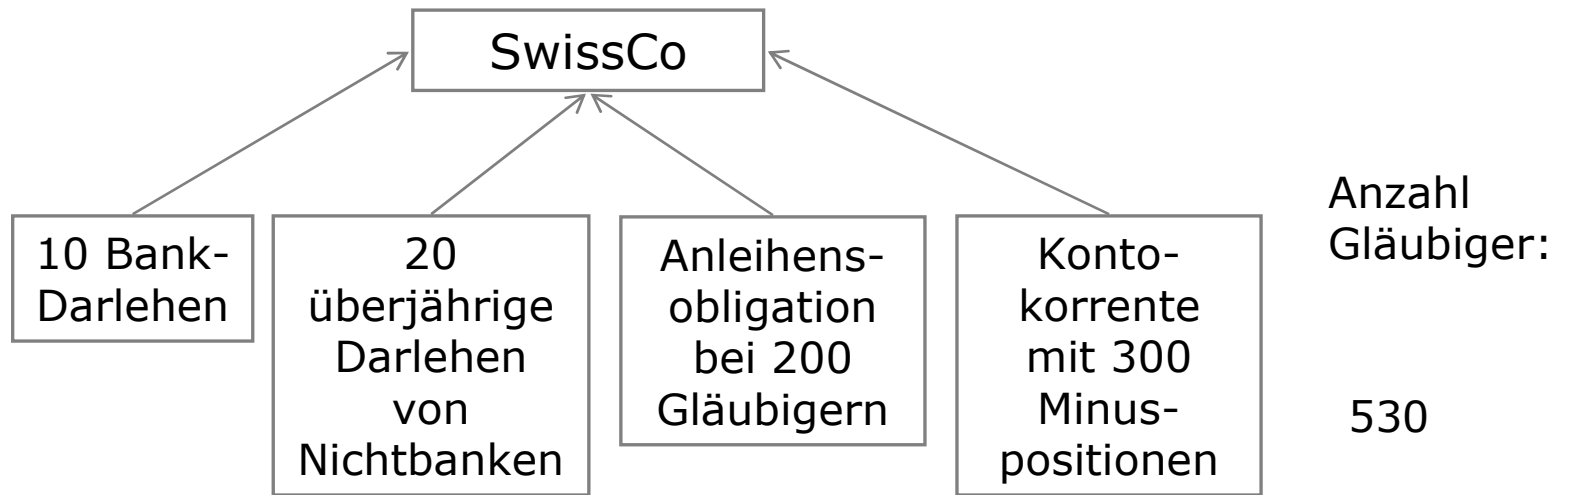 SwissCo
10 Bank-
Darlehen
20
überjährige
Darlehen
von
Nichtbanken
Anleihens-
obligation
bei 200
Gläubigern
Konto-
korrente
mit 300
Minus-
positionen
Anzahl
Gläubiger:
530